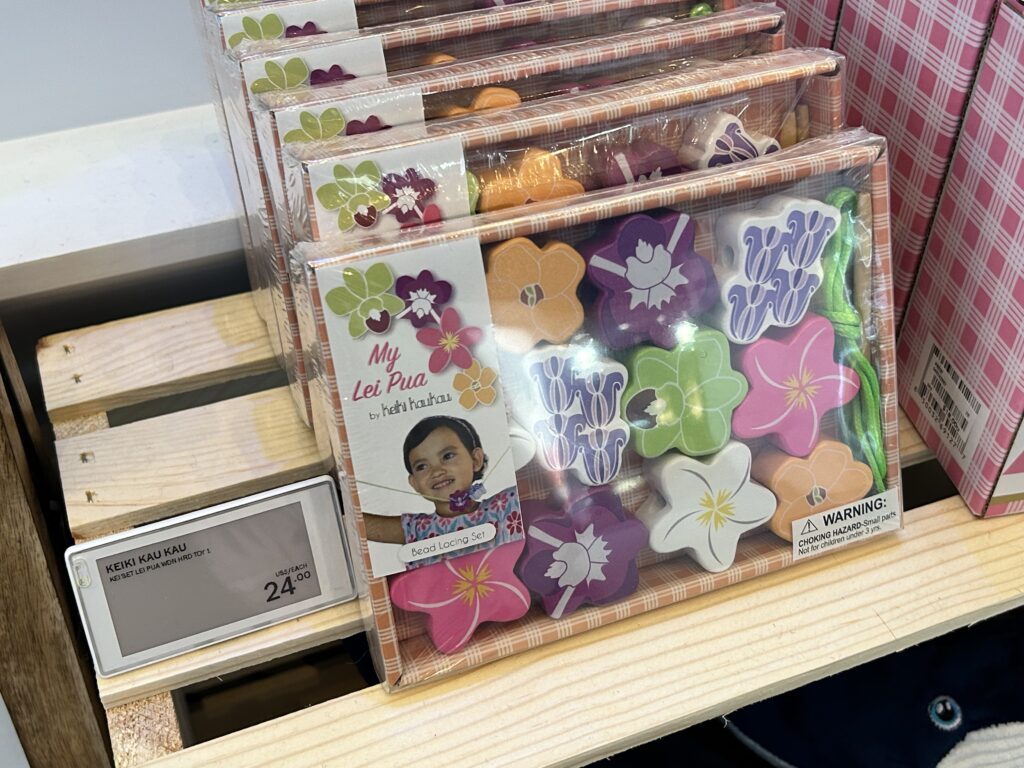 My
Lei Pua
by keiki kaukau
Bead Lacing Set
WARNING:
CHOKING HAZARD-Small parts.
Not for children under 3 yrs.
KEIKI KAU KAU
KEI SET LEI PUA WDN HRD TOY 1
US$/EACH
24.00